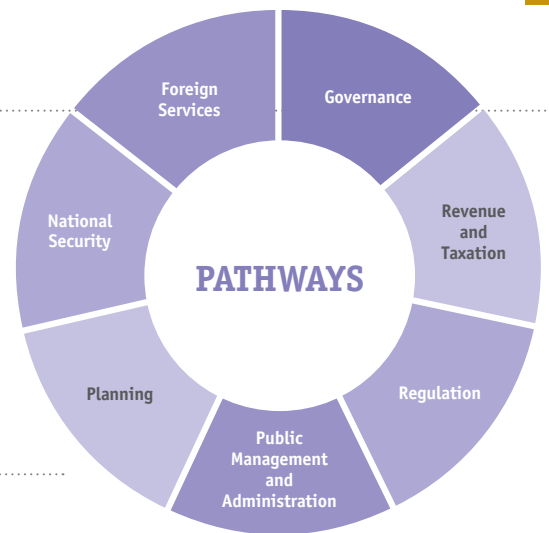 Foreign
Services
Governance
National
Security
Revenue
and
Taxation
PATHWAYS
Planning
Regulation
Public
Management
and
Administration